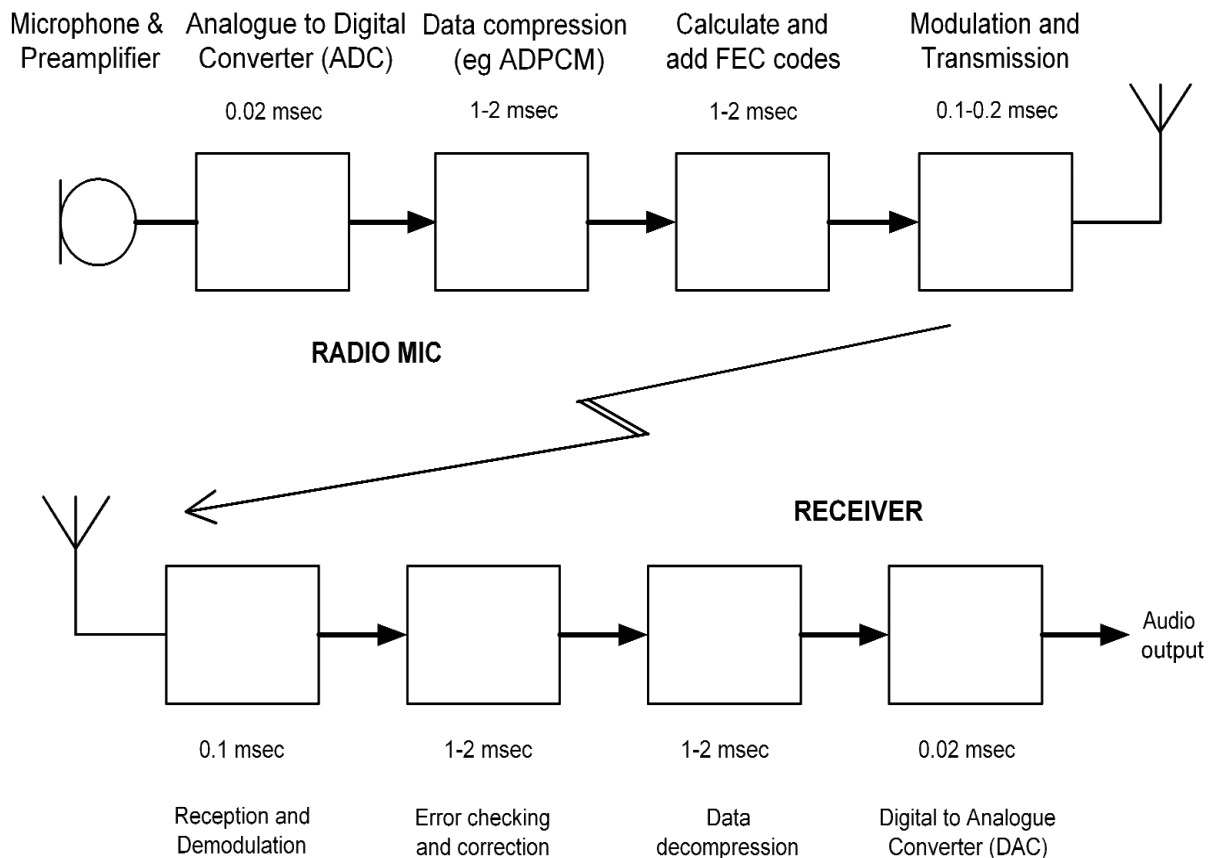 Microphone &
Preamplifier
Analogue to Digital
Converter (ADC)
Data compression
(eg ADPCM)
Calculate and
add FEC codes
Modulation and
Transmission
0.02 msec
1-2 msec
1-2 msec
0.1-0.2 msec
RADIO MIC
RECEIVER
Audio
output
0.1 msec
1-2 msec
1-2 msec
0.02 msec
Reception and
Demodulation
Error checking
and correction
Data
decompression
Digital to Analogue
Converter (DAC)